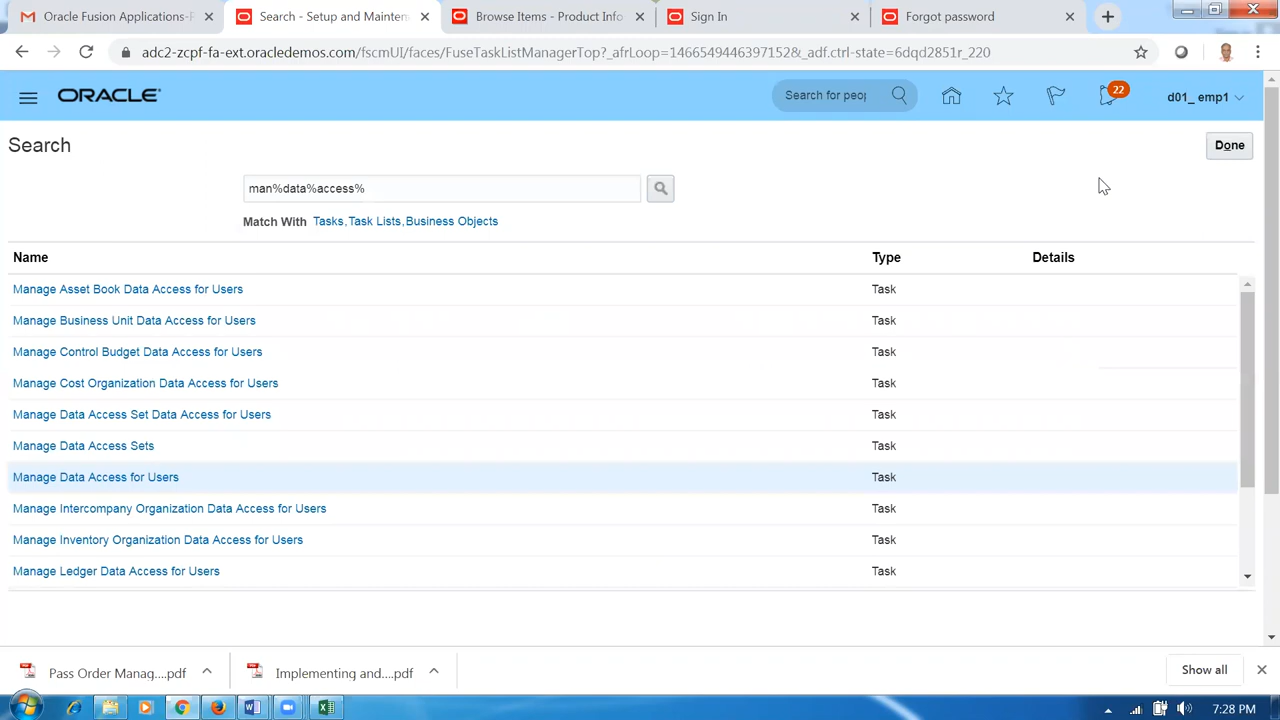 Oracle Fusion Applications
Search - Setup and Mainten
Browse Items - Product Info
Sign In
Forgot password
adc2-zcpf-fa-ext.oracledemos.com/fscmUI/faces/FuseTaskListManagerTop?_afrLoop=1466549446397152&_adf.ctrl-state=6dqd2851r_220
ORACLE
Search for peop
22
d01_ emp1
Search
Done
man%data%access%
Match With Tasks, Task Lists, Business Objects
Name Type Details
Manage Asset Book Data Access for Users Task
Manage Business Unit Data Access for Users Task
Manage Control Budget Data Access for Users Task
Manage Cost Organization Data Access for Users Task
Manage Data Access Set Data Access for Users Task
Manage Data Access Sets Task
Manage Data Access for Users Task
Manage Intercompany Organization Data Access for Users Task
Manage Inventory Organization Data Access for Users Task
Manage Ledger Data Access for Users Task
Pass Order Manag....pdf
Implementing and....pdf
Show all
7:28 PM